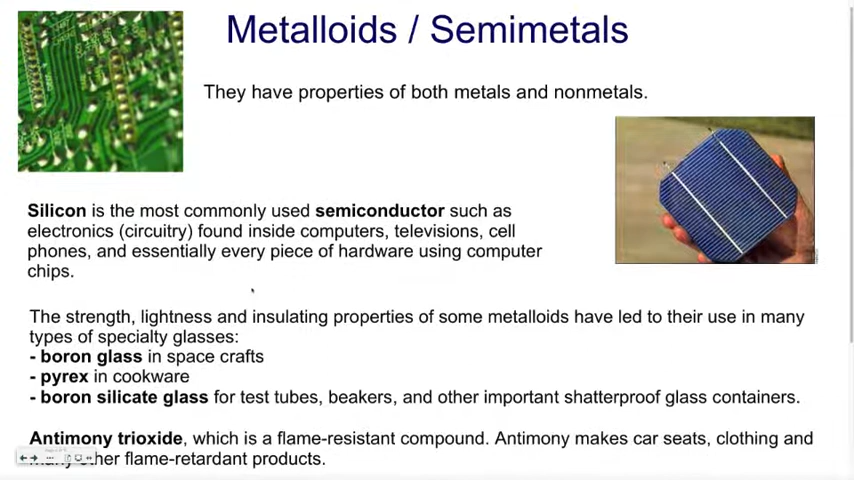 Metalloids / Semimetals
They have properties of both metals and nonmetals.
Silicon is the most commonly used semiconductor such as
electronics (circuitry) found inside computers, televisions, cell
phones, and essentially every piece of hardware using computer
chips.
The strength, lightness and insulating properties of some metalloids have led to their use in many
types of specialty glasses:
- boron glass in space crafts
- pyrex in cookware
- boron silicate glass for test tubes, beakers, and other important shatterproof glass containers.
Antimony trioxide, which is a flame-resistant compound. Antimony makes car seats, clothing and
many other flame-retardant products.